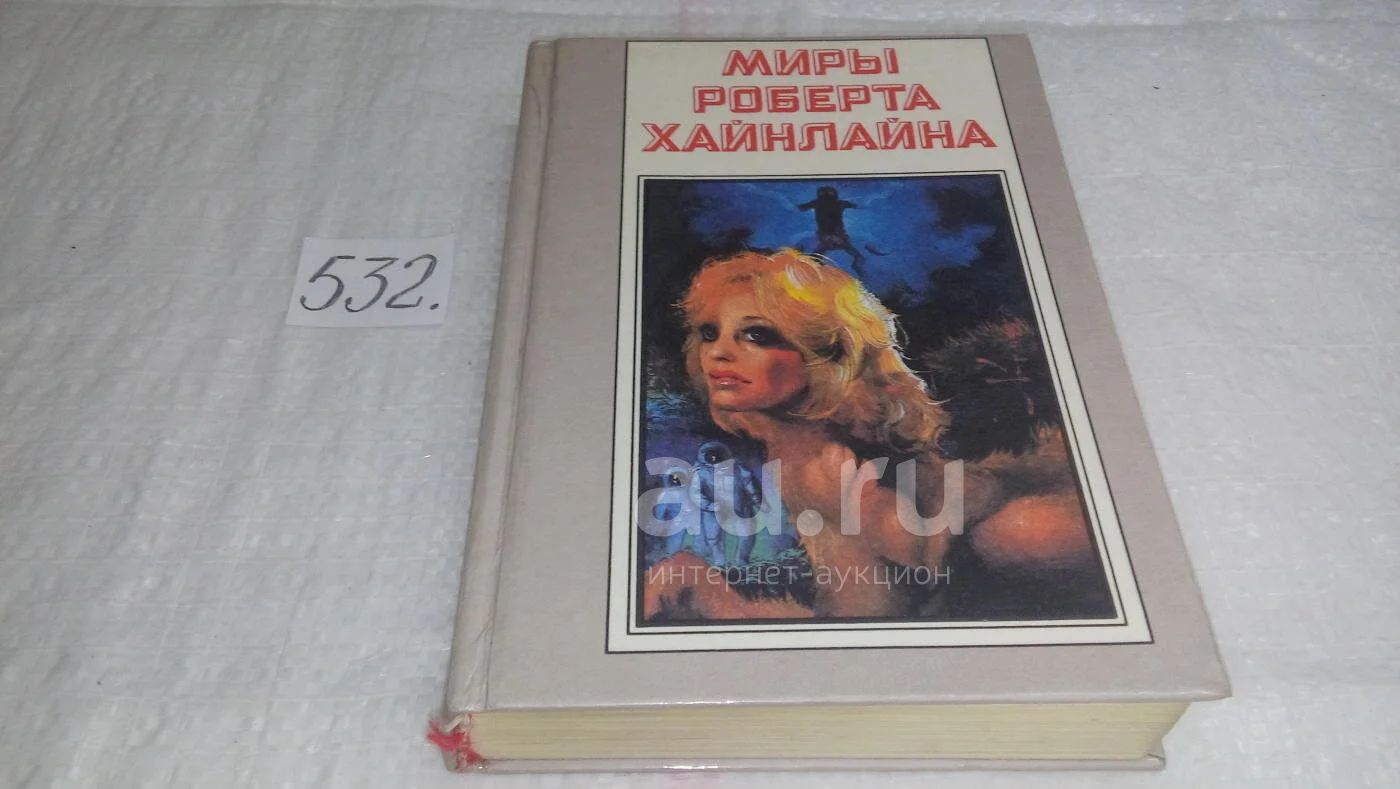 МИРЫ
РОБЕРТА
ХАЙНЛАЙНА
532.
au.ru
интернет-аукцион